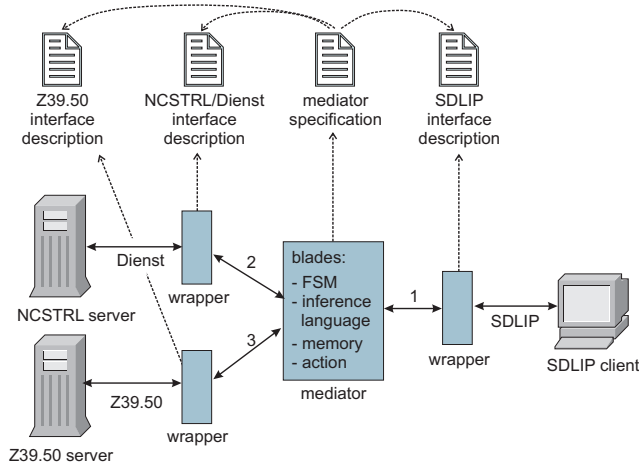 Z39.50
interface
description
NCSTRL/Dienst
interface
description
mediator
specification
SDLIP
interface
description
Dienst
NCSTRL server
wrapper
2
blades:
- FSM
- inference
language
- memory
- action
mediator
1
wrapper
SDLIP
SDLIP client
3
Z39.50
wrapper
Z39.50 server